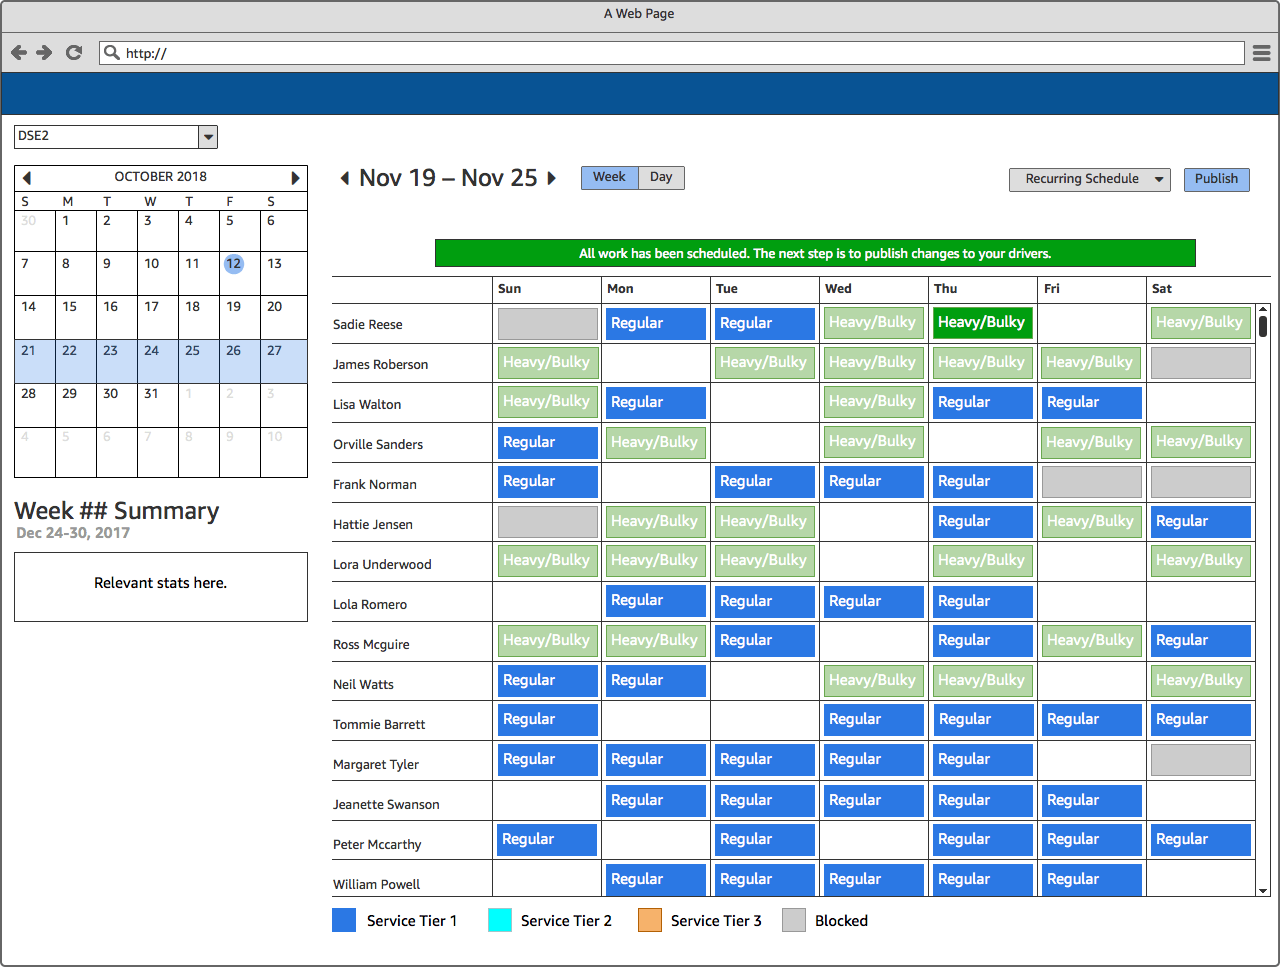 A Web Page
http://
DSE2
OCTOBER 2018
S M T W T F S
30 1 2 3 4 5 6
7 8 9 10 11 12 13
14 15 16 17 18 19 20
21 22 23 24 25 26 27
28 29 30 31 1 2 3
4 5 6 7 8 9 10
Week ## Summary
Dec 24-30, 2017
Relevant stats here.
Nov 19 – Nov 25
Week Day
Recurring Schedule
Publish
All work has been scheduled. The next step is to publish changes to your drivers.
Sun Mon Tue Wed Thu Fri Sat
Sadie Reese Regular Regular Heavy/Bulky Heavy/Bulky Heavy/Bulky
James Roberson Heavy/Bulky Heavy/Bulky Heavy/Bulky Heavy/Bulky Heavy/Bulky
Lisa Walton Heavy/Bulky Regular Heavy/Bulky Regular Regular
Orville Sanders Regular Heavy/Bulky Heavy/Bulky Heavy/Bulky Heavy/Bulky
Frank Norman Regular Regular Regular Regular
Hattie Jensen Heavy/Bulky Heavy/Bulky Regular Heavy/Bulky Regular
Lora Underwood Heavy/Bulky Heavy/Bulky Heavy/Bulky Heavy/Bulky Heavy/Bulky
Lola Romero Regular Regular Regular Regular
Ross Mcguire Heavy/Bulky Heavy/Bulky Regular Regular Heavy/Bulky Regular
Neil Watts Regular Regular Heavy/Bulky Heavy/Bulky Heavy/Bulky
Tommie Barrett Regular Regular Regular Regular Regular
Margaret Tyler Regular Regular Regular Regular Regular
Jeanette Swanson Regular Regular Regular Regular Regular
Peter Mccarthy Regular Regular Regular Regular Regular
William Powell Regular Regular Regular Regular Regular
Service Tier 1 Service Tier 2 Service Tier 3 Blocked